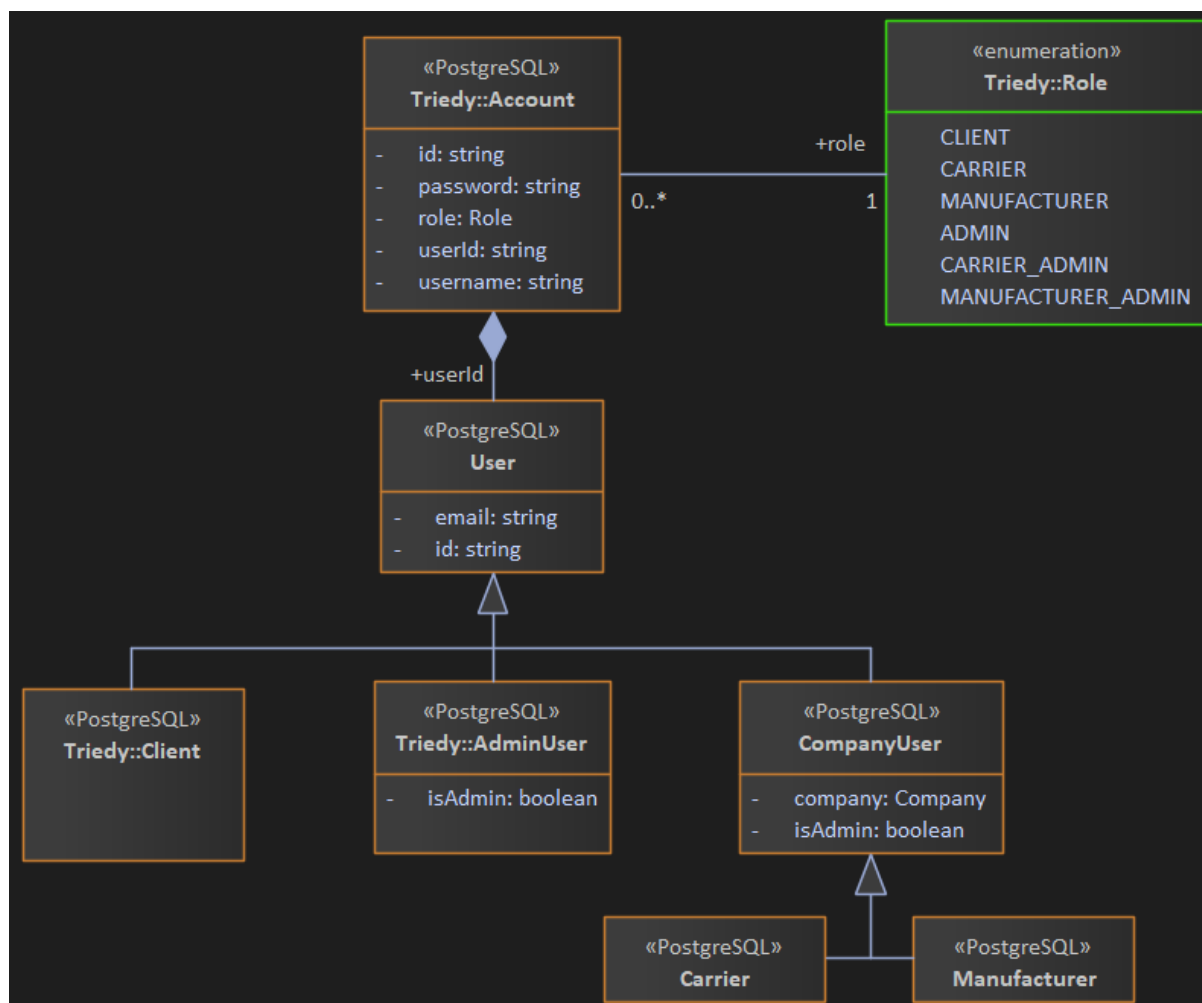 «PostgreSQL»
Triedy::Account
- id: string
- password: string
- role: Role
- userId: string
- username: string
«enumeration»
Triedy::Role
CLIENT
CARRIER
MANUFACTURER
ADMIN
CARRIER_ADMIN
MANUFACTURER_ADMIN
+role
0..*
1
+userId
«PostgreSQL»
User
- email: string
- id: string
«PostgreSQL»
Triedy::Client
«PostgreSQL»
Triedy::AdminUser
- isAdmin: boolean
«PostgreSQL»
CompanyUser
- company: Company
- isAdmin: boolean
«PostgreSQL»
Carrier
«PostgreSQL»
Manufacturer